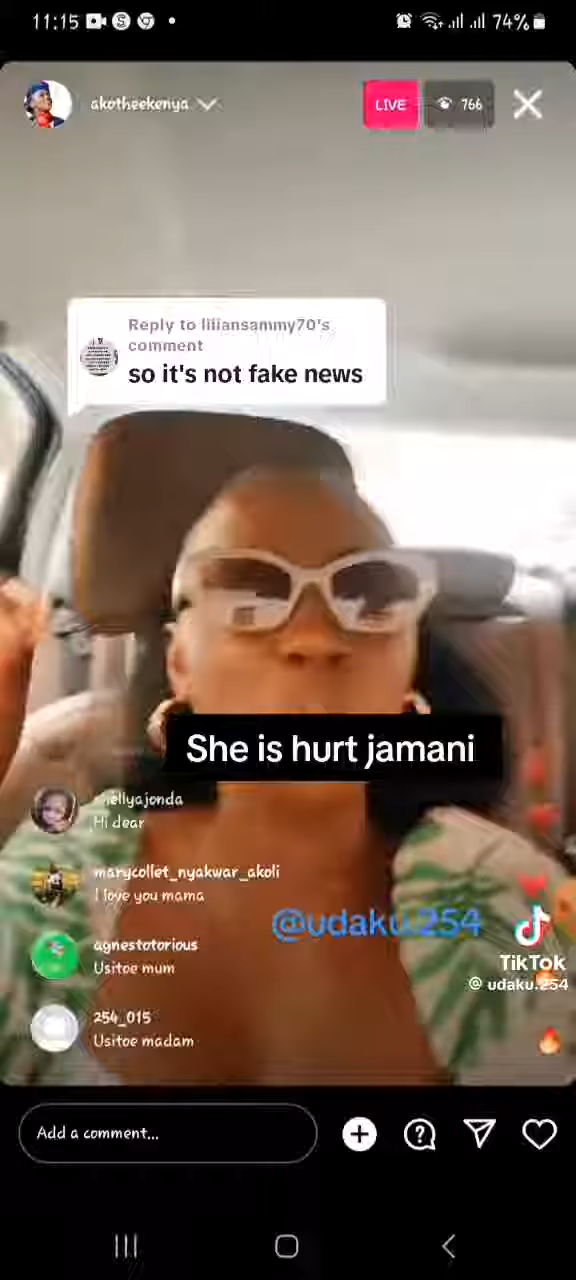 11:15
74%
akotheekenya
LIVE
766
Reply to liliansammy70's
comment
so it's not fake news
She is hurt jamani
Hi dear
marycollet_nyakwar_akoli
I love you mama
@udaku.254
agnestotorious
Usitoe mum
TikTok
@ udaku.254
254_015
Usitoe madam
Add a comment...